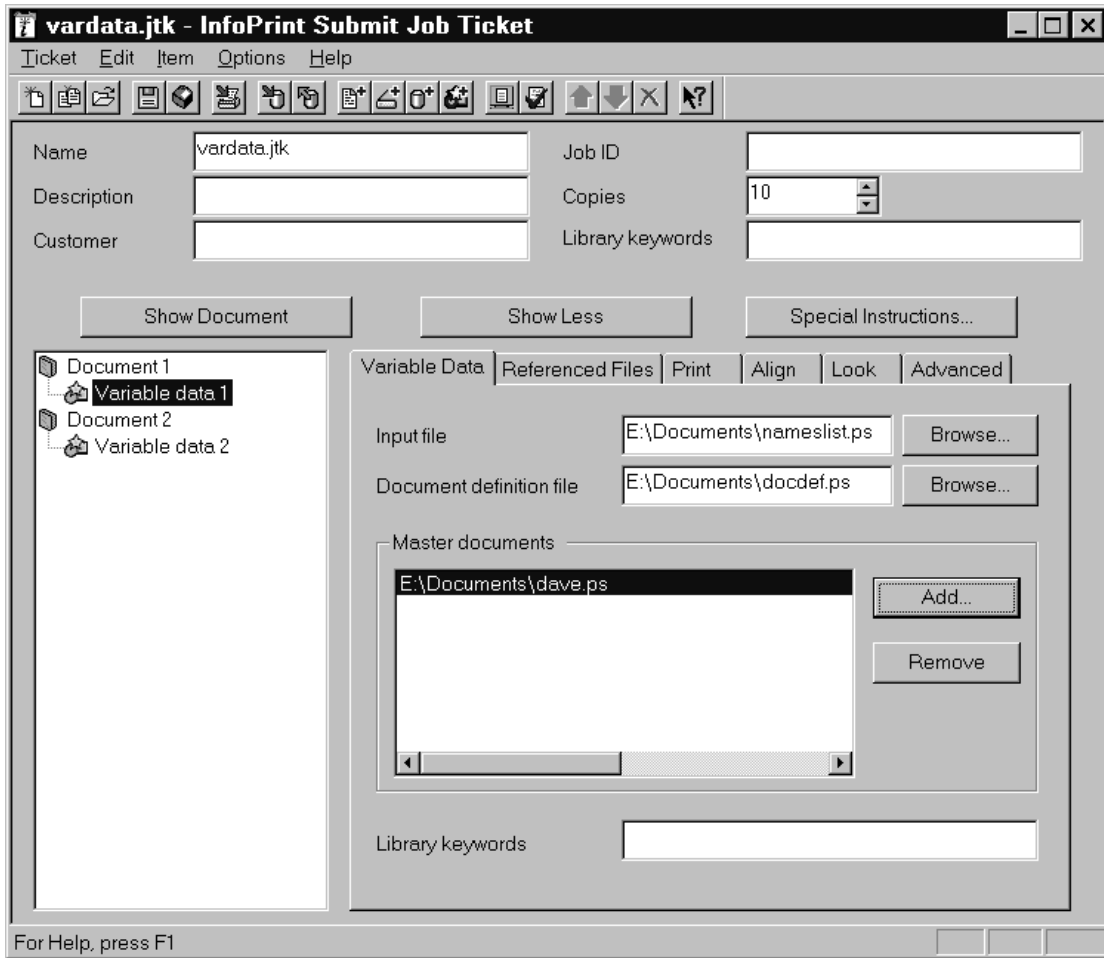 vardata.jtk - InfoPrint Submit Job Ticket
Ticket Edit Item Options Help
Name vardata.jtk Job ID
Description Copies 10
Customer Library keywords
Show Document Show Less Special Instructions...
Document 1
Variable data 1
Document 2
Variable data 2
Variable Data Referenced Files Print Align Look Advanced
Input file E:\Documents\nameslist.ps Browse...
Document definition file E:\Documents\docdef.ps Browse...
Master documents
E:\Documents\dave.ps Add...
Remove
Library keywords
For Help, press F1